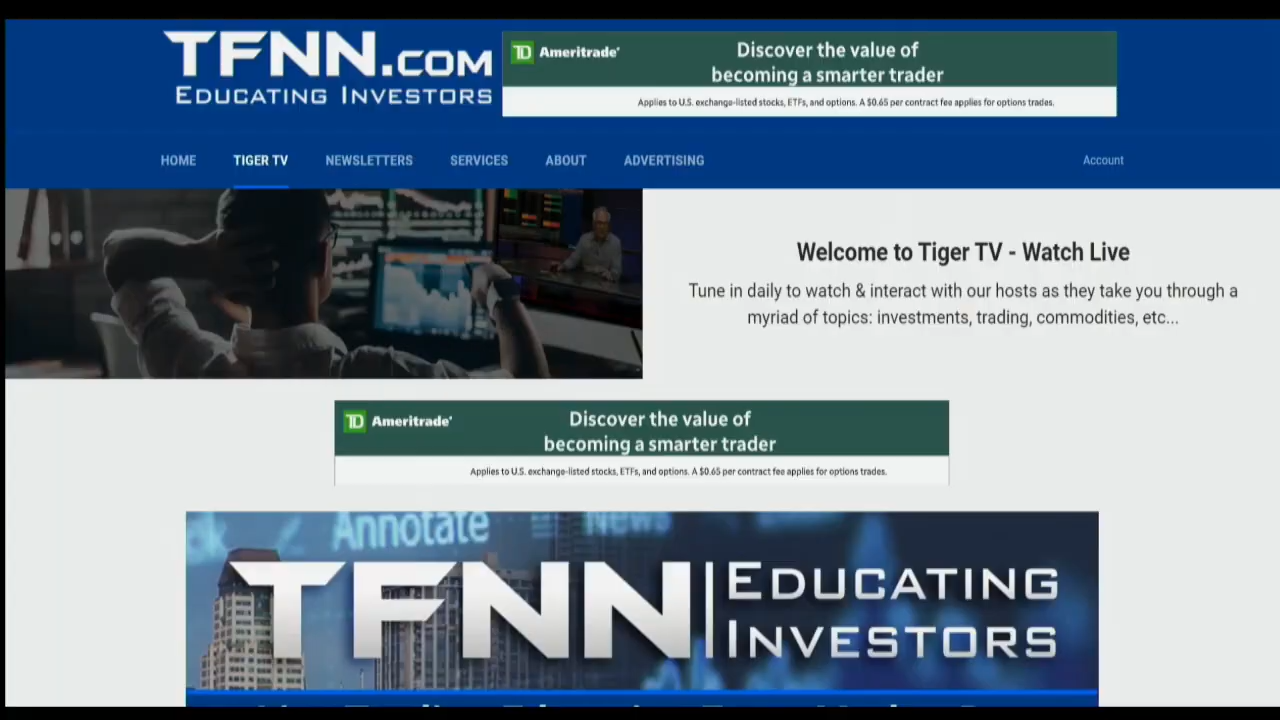 TFNN.COM
EDUCATING INVESTORS
TD Ameritrade
Discover the value of
becoming a smarter trader
Applies to U.S. exchange-listed stocks, ETFs, and options. A $0.65 per contract fee applies for options trades.
HOME TIGER TV NEWSLETTERS SERVICES ABOUT ADVERTISING Account
Welcome to Tiger TV - Watch Live
Tune in daily to watch & interact with our hosts as they take you through a
myriad of topics: investments, trading, commodities, etc...
TD Ameritrade
Discover the value of
becoming a smarter trader
Applies to U.S. exchange-listed stocks, ETFs, and options. A $0.65 per contract fee applies for options trades.
Annotate News
TFNN EDUCATING
INVESTORS